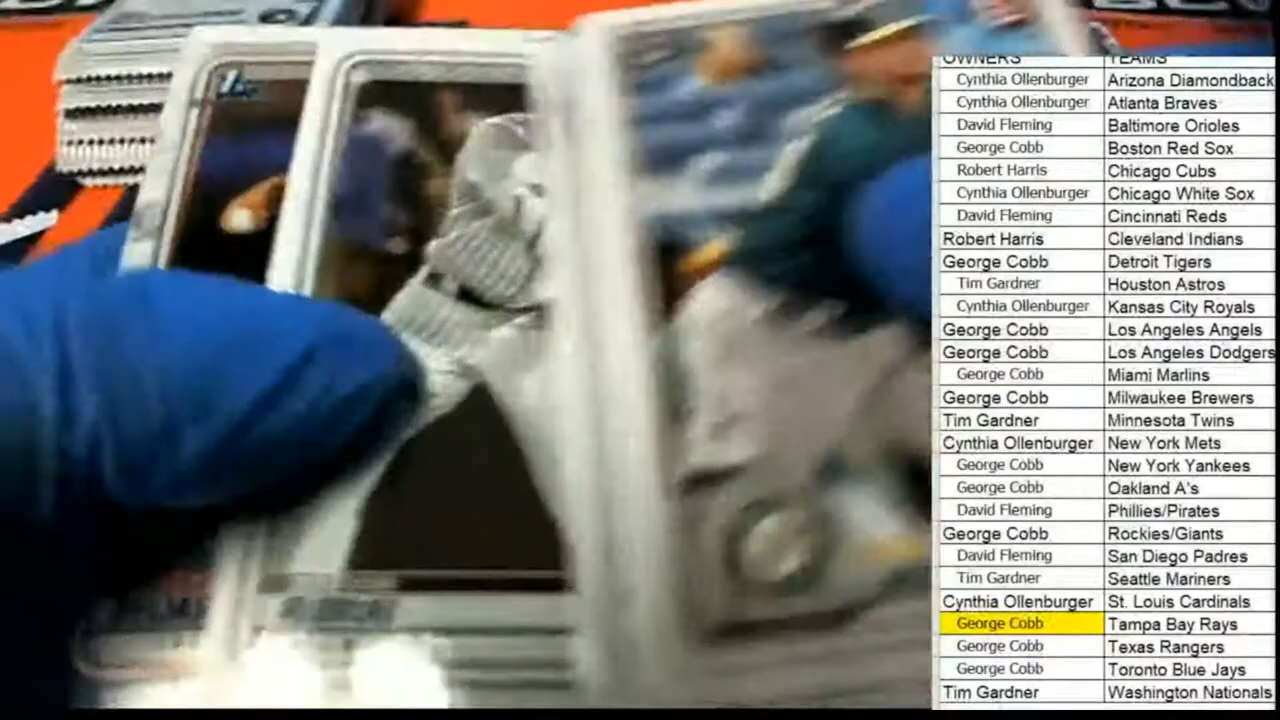 OWNERS TEAMS
Cynthia Ollenburger Arizona Diamondback
Cynthia Ollenburger Atlanta Braves
David Fleming Baltimore Orioles
George Cobb Boston Red Sox
Robert Harris Chicago Cubs
Cynthia Ollenburger Chicago White Sox
David Fleming Cincinnati Reds
Robert Harris Cleveland Indians
George Cobb Detroit Tigers
Tim Gardner Houston Astros
Cynthia Ollenburger Kansas City Royals
George Cobb Los Angeles Angels
George Cobb Los Angeles Dodgers
George Cobb Miami Marlins
George Cobb Milwaukee Brewers
Tim Gardner Minnesota Twins
Cynthia Ollenburger New York Mets
George Cobb New York Yankees
George Cobb Oakland A's
David Fleming Phillies/Pirates
George Cobb Rockies/Giants
David Fleming San Diego Padres
Tim Gardner Seattle Mariners
Cynthia Ollenburger St. Louis Cardinals
George Cobb Tampa Bay Rays
George Cobb Texas Rangers
George Cobb Toronto Blue Jays
Tim Gardner Washington Nationals